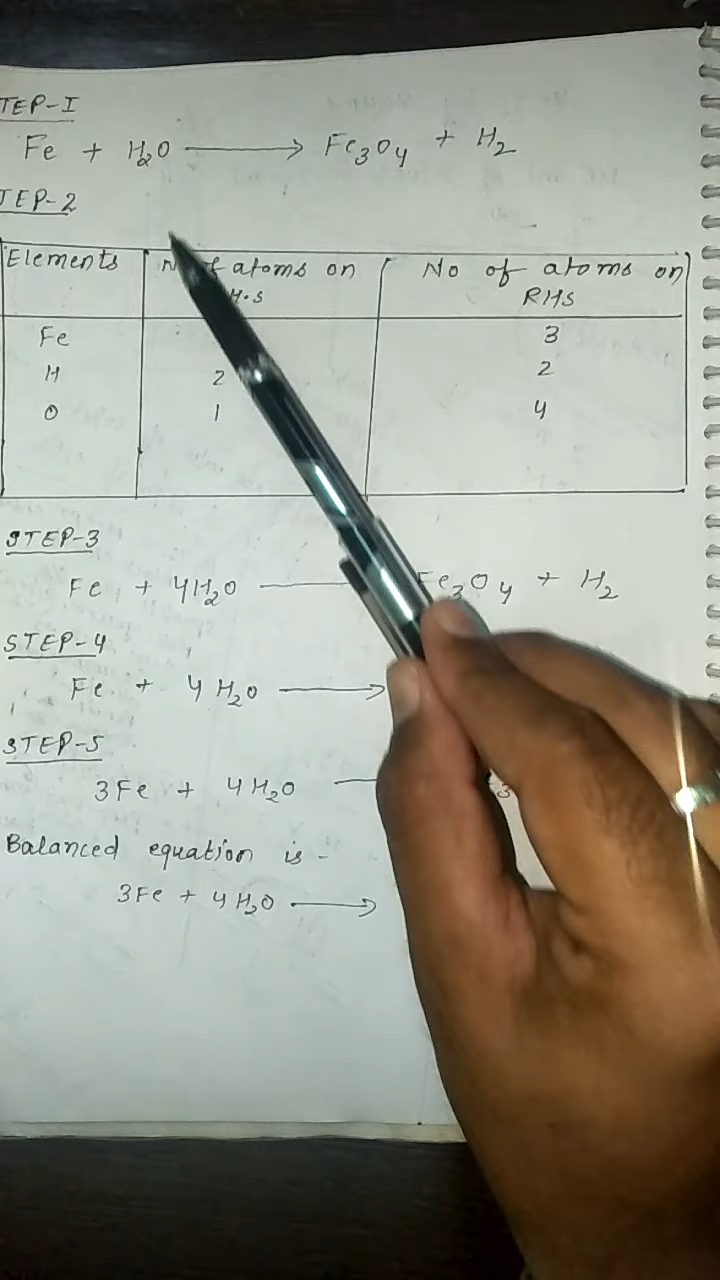 TEP-I
Fe + H₂O ⟶ Fe₃O₄ + H₂
TEP-2
Elements
atoms on
H.S
No of atoms on
RHS
Fe 3
H 2 2
O 1 4
STEP-3
Fe + 4H₂O Fe₃O₄ + H₂
STEP-4
Fe + 4H₂O ⟶
STEP-5
3Fe + 4H₂O
Balanced equation is -
3Fe + 4H₂O ⟶